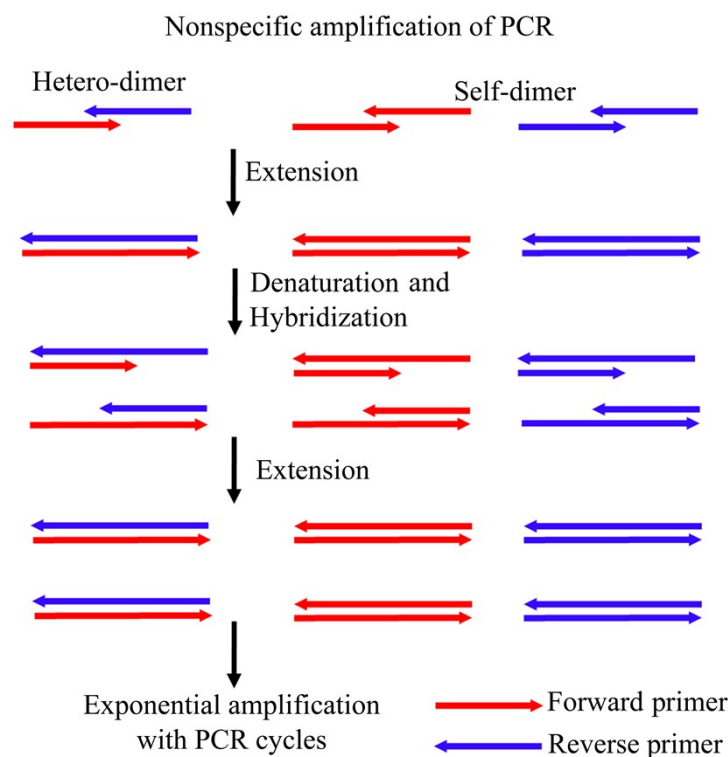 Nonspecific amplification of PCR
Hetero-dimer
Self-dimer
Extension
Denaturation and
Hybridization
Extension
Exponential amplification
with PCR cycles
Forward primer
Reverse primer